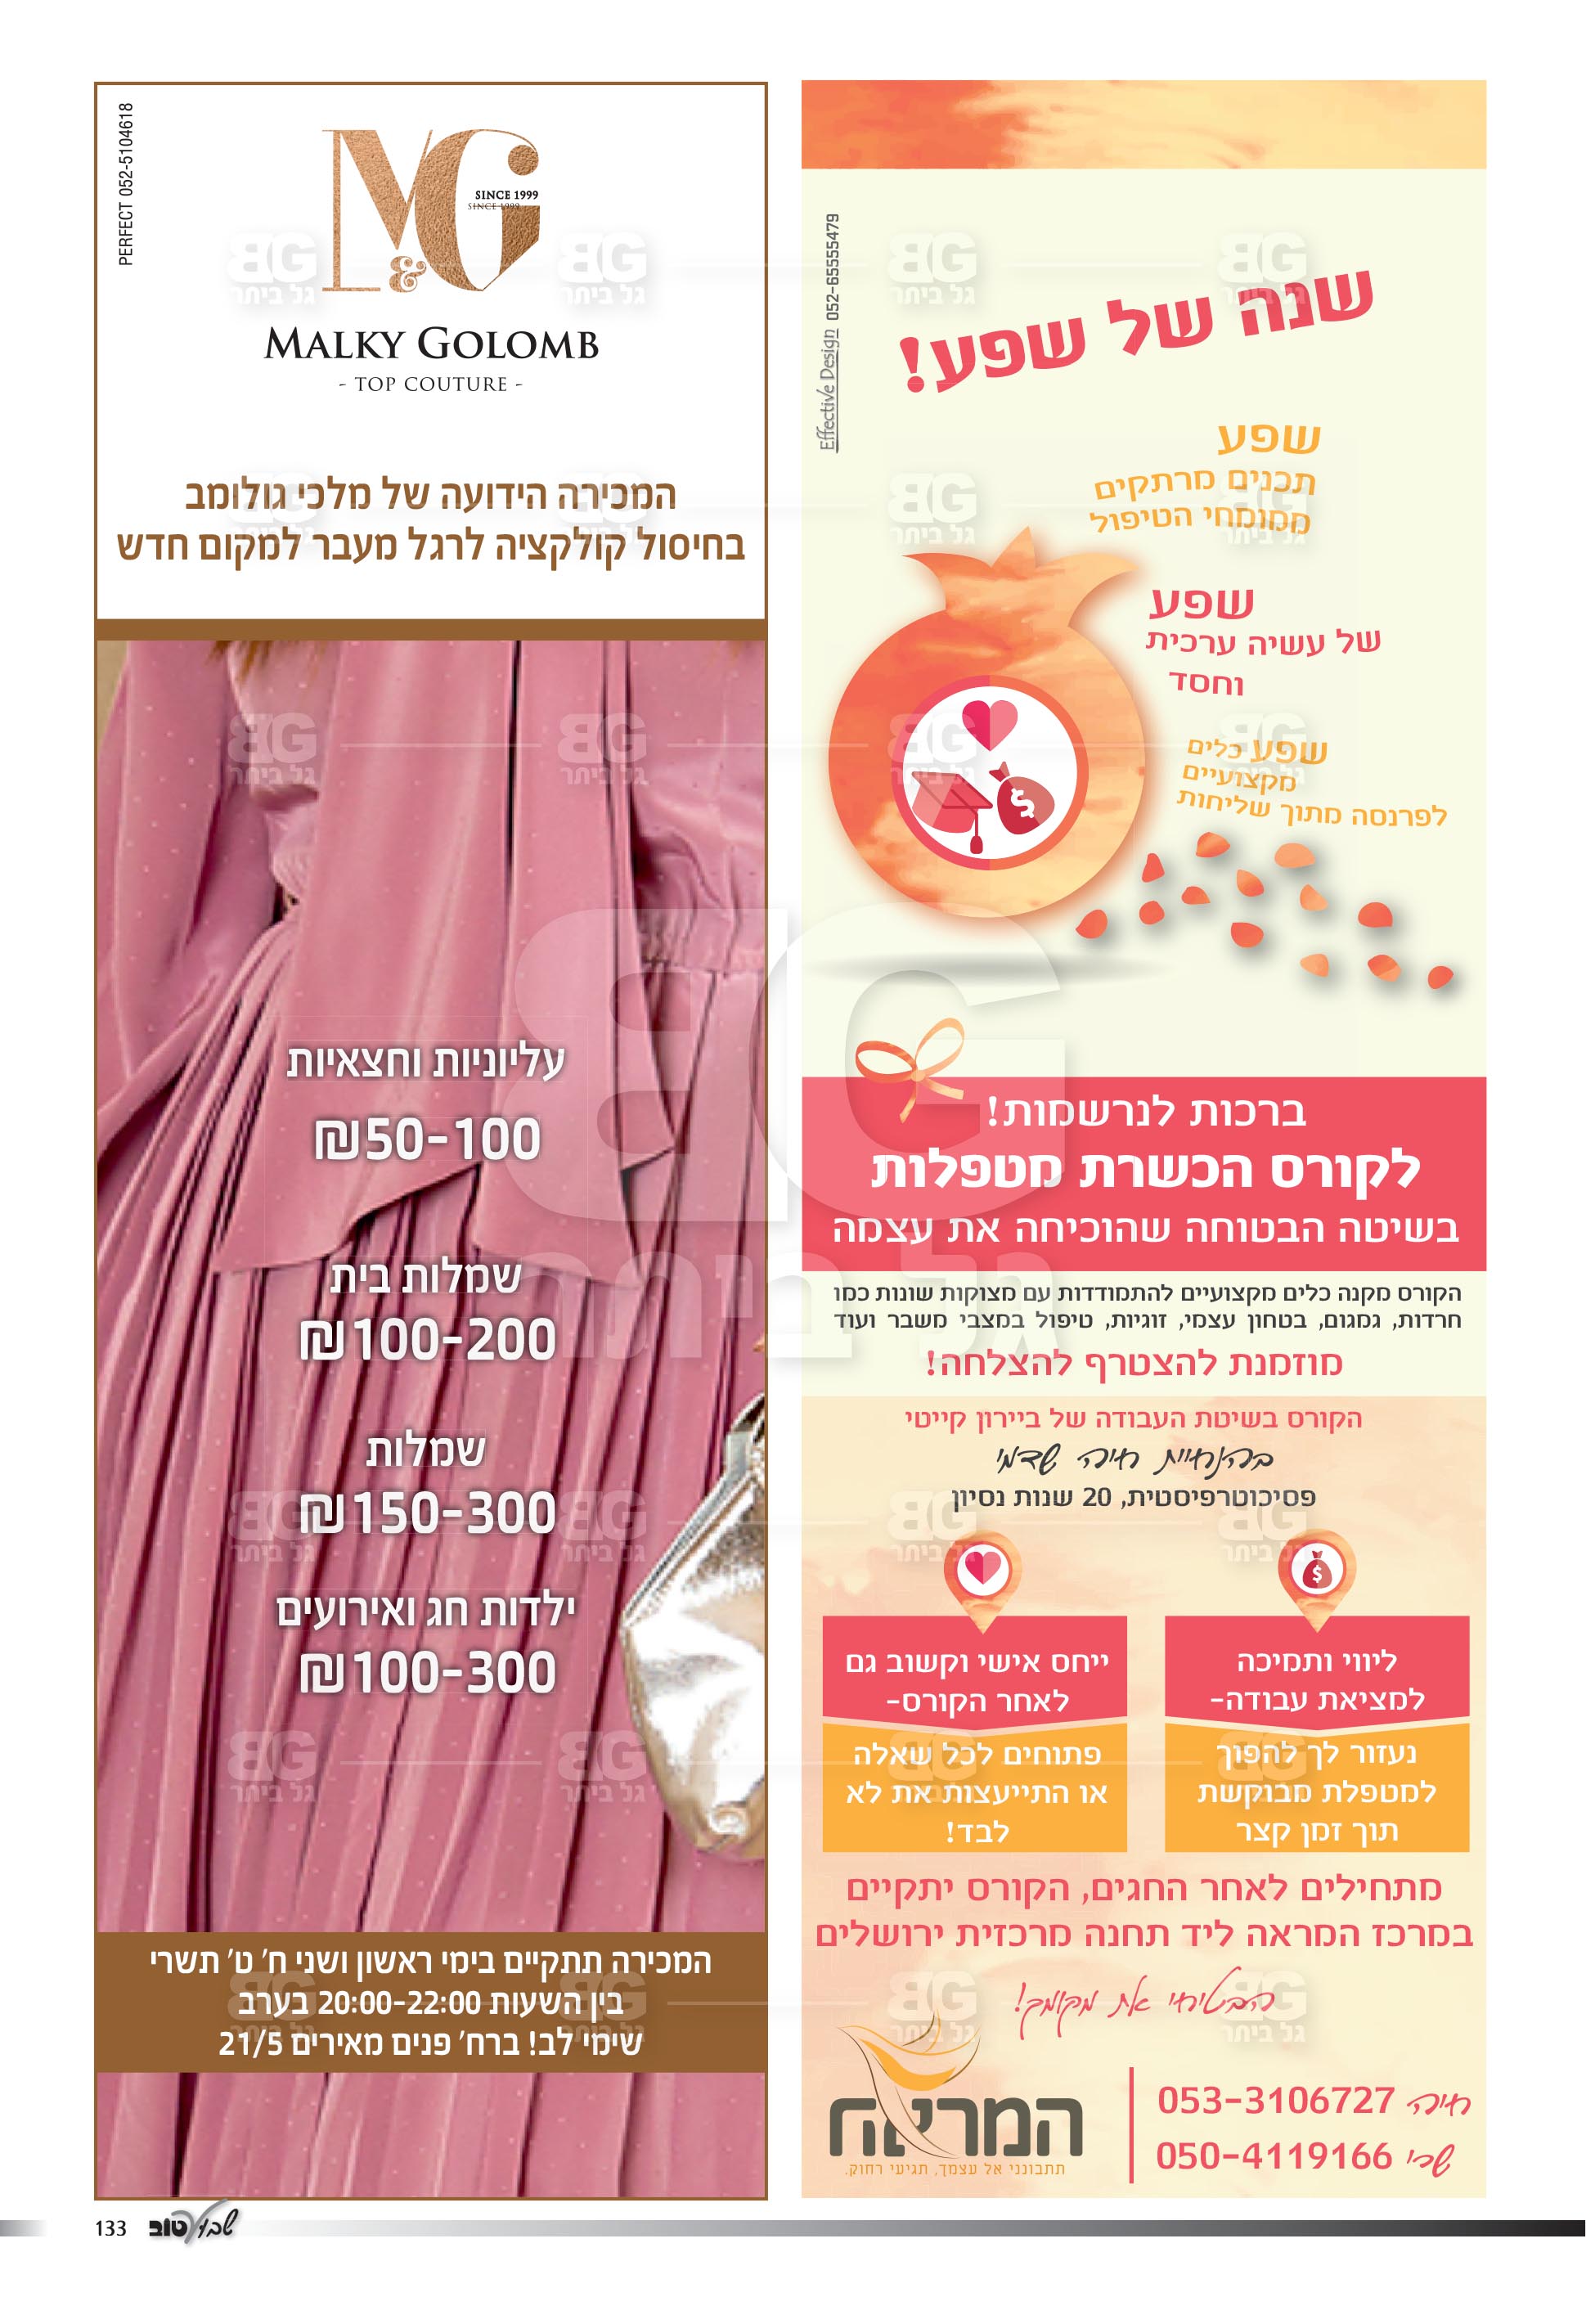 שנה של שפע!
שפע
תכנים מרתקים
ממומחי הטיפול
שפע
של עשיה ערכית
וחסד
שפע כלים
מקצועיים
לפרנסה מתוך שליחות
Effective Design 052-65555479
ברכות לנרשמות!
לקורס הכשרת מטפלות
בשיטה הבטוחה שהוכיחה את עצמה
הקורס מקנה כלים מקצועיים להתמודדות עם מצוקות שונות כמו
חרדות, גמגום, בטחון עצמי, זוגיות, טיפול במצבי משבר ועוד
מוזמנת להצטרף להצלחה!
הקורס בשיטת העבודה של ביירון קייטי
בהנחיית חיה שדמי
פסיכוטרפיסטית, 20 שנות נסיון
ליווי ותמיכה
למציאת עבודה-
נעזור לך להפוך
למטפלת מבוקשת
תוך זמן קצר
ייחס אישי וקשוב גם
לאחר הקורס-
פתוחים לכל שאלה
או התייעצות את לא
לבד!
מתחילים לאחר החגים, הקורס יתקיים
במרכז המראה ליד תחנה מרכזית ירושלים
הבטיחי את מקומך!
חיה 053-3106727
שבי 050-4119166
המריאה
תתבונני אל עצמך, תגיעי רחוק.
PERFECT 052-5104618
M&G
SINCE 1999
SINCE 1999
MALKY GOLOMB
- TOP COUTURE -
המכירה הידועה של מלכי גולומב
בחיסול קולקציה לרגל מעבר למקום חדש
עליוניות וחצאיות
50-100₪
שמלות בית
100-200₪
שמלות
150-300₪
ילדות חג ואירועים
100-300₪
המכירה תתקיים בימי ראשון ושני ח' ט' תשרי
בין השעות 20:00-22:00 בערב
שימי לב! ברח' פנים מאירים 21/5
BG
גל ביתר
133 שבוע טוב